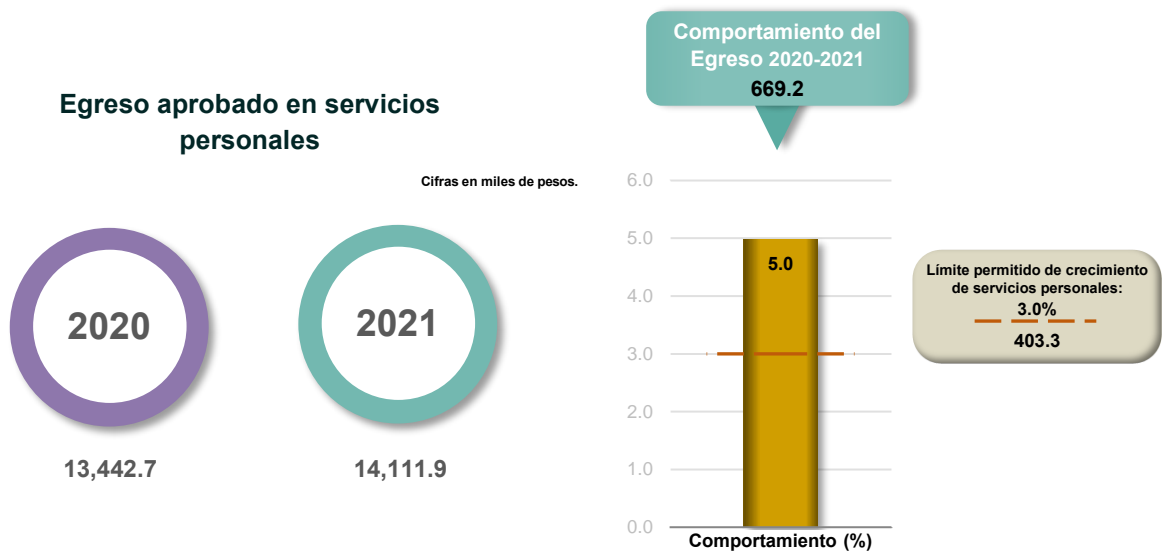 Egreso aprobado en servicios
personales
Cifras en miles de pesos.
2020
2021
13,442.7
14,111.9
Comportamiento del
Egreso 2020-2021
669.2
6.0
5.0
4.0
3.0
2.0
1.0
0.0
5.0
Comportamiento (%)
Límite permitido de crecimiento
de servicios personales:
3.0%
403.3